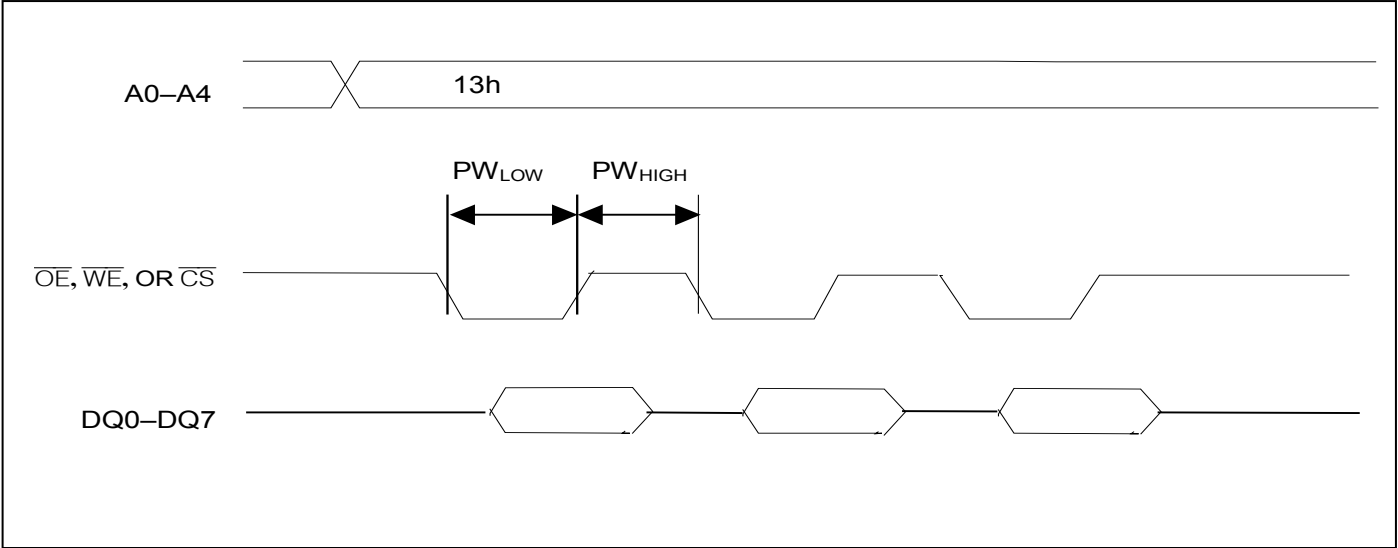 A0–A4
13h
PWLOW PWHIGH
OE, WE, OR CS
DQ0–DQ7